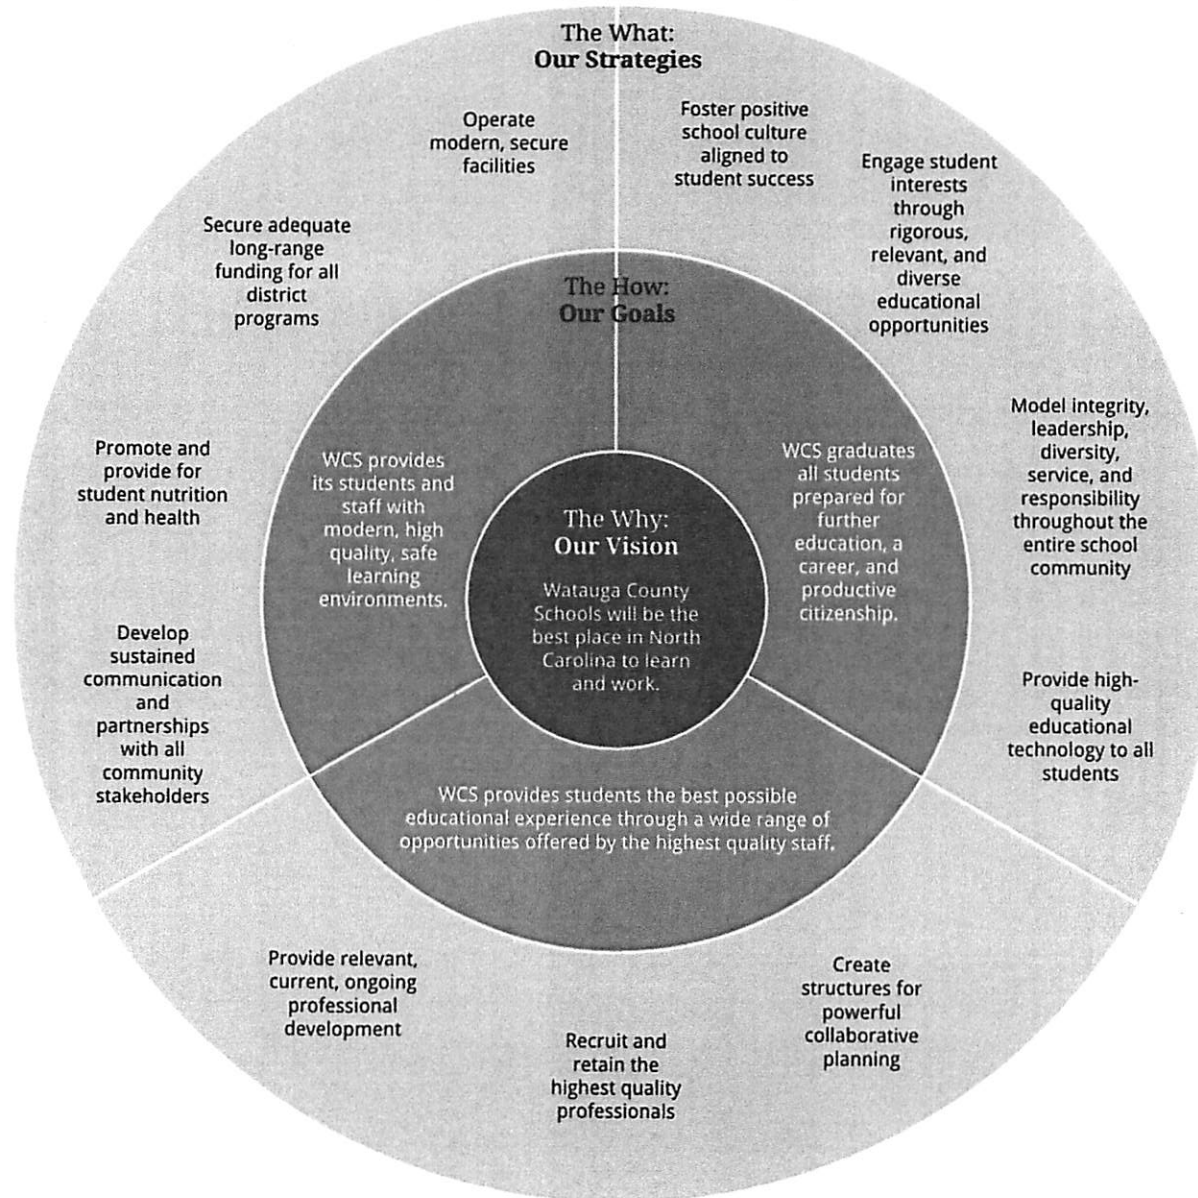 The What:
Our Strategies
Operate
modern, secure
facilities
Foster positive
school culture
aligned to
student success
Engage student
interests
through
rigorous,
relevant, and
diverse
educational
opportunities
Secure adequate
long-range
funding for all
district
programs
Model integrity,
leadership,
diversity,
service, and
responsibility
throughout the
entire school
community
Promote and
provide for
student nutrition
and health
Provide high-
quality
educational
technology to all
students
Develop
sustained
communication
and
partnerships
with all
community
stakeholders
Provide relevant,
current, ongoing
professional
development
Recruit and
retain the
highest quality
professionals
Create
structures for
powerful
collaborative
planning
The How:
Our Goals
WCS provides
its students and
staff with
modern, high
quality, safe
learning
environments.
WCS graduates
all students
prepared for
further
education, a
career, and
productive
citizenship.
WCS provides students the best possible
educational experience through a wide range of
opportunities offered by the highest quality staff.
The Why:
Our Vision
Watauga County
Schools will be the
best place in North
Carolina to learn
and work.